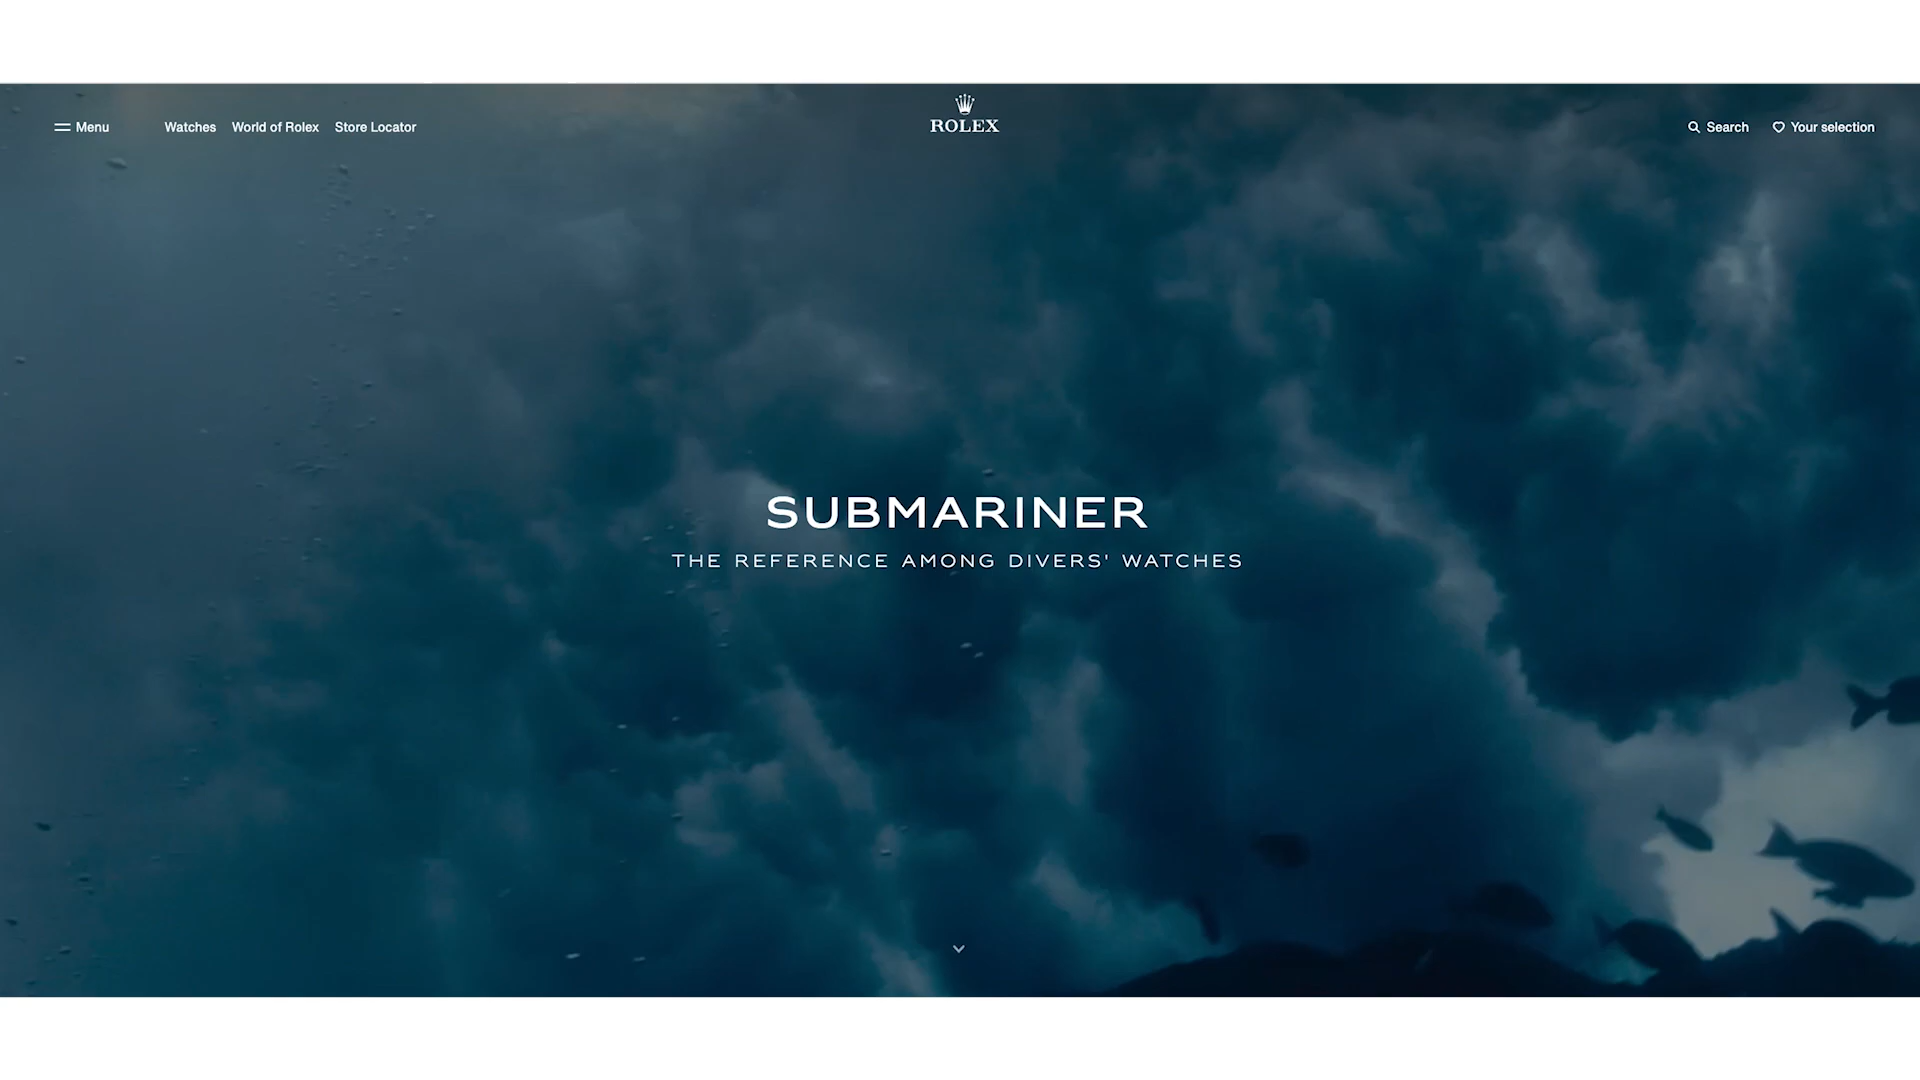 Menu Watches World of Rolex Store Locator ROLEX Search Your selection
SUBMARINER
THE REFERENCE AMONG DIVERS' WATCHES